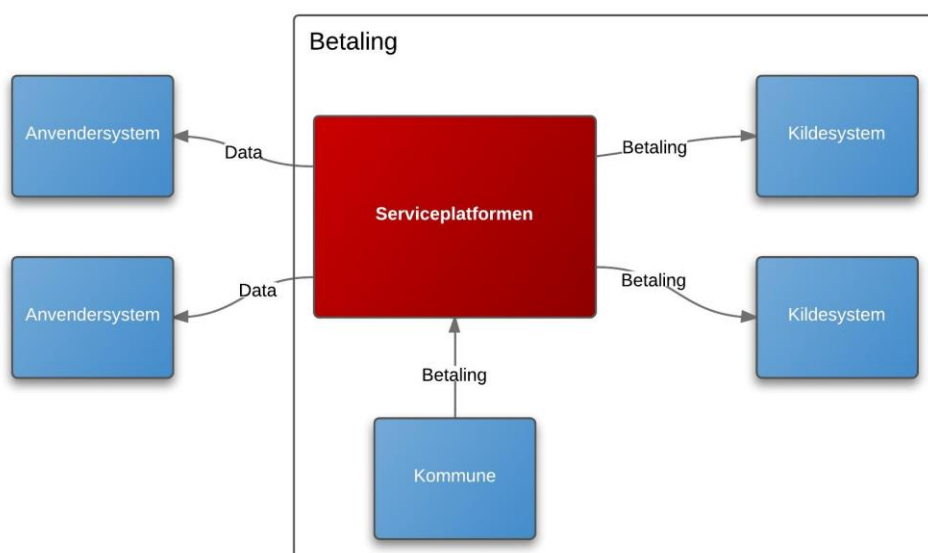 Betaling
Anvendersystem
Data
Serviceplatformen
Betaling
Kildesystem
Anvendersystem
Data
Betaling
Kildesystem
Betaling
Kommune